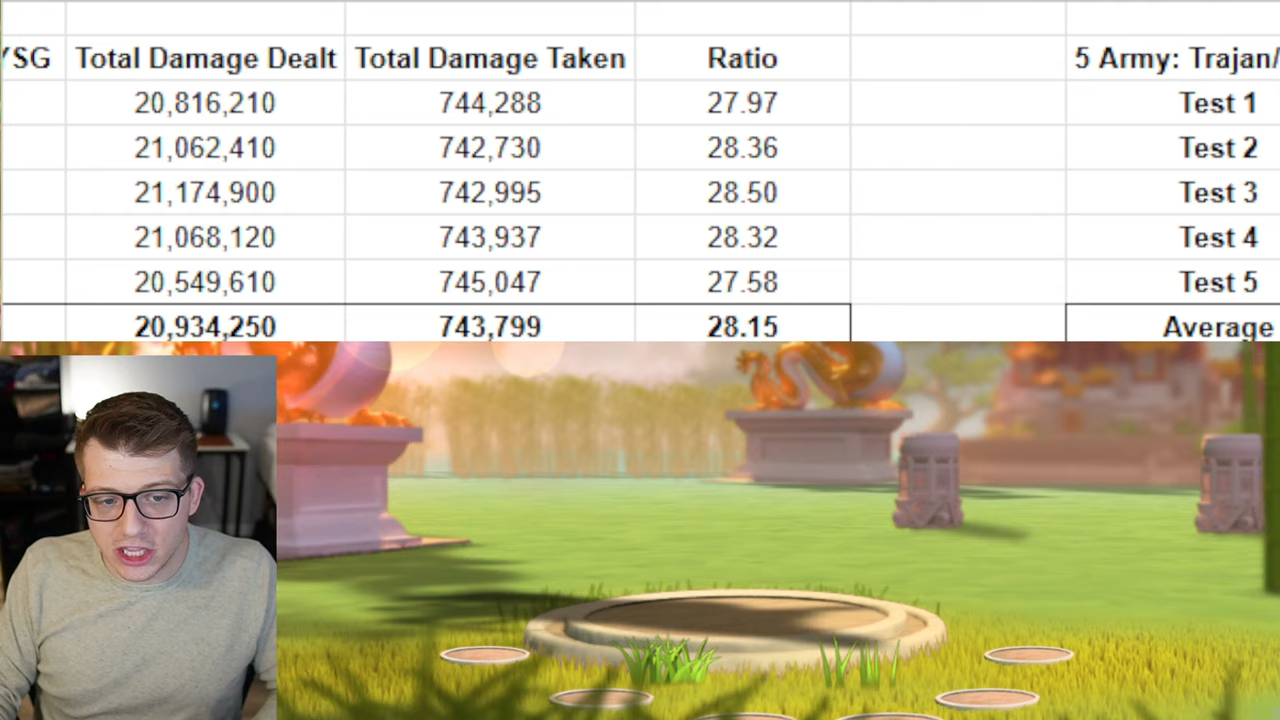 YSG Total Damage Dealt Total Damage Taken Ratio 5 Army: Trajan/
20,816,210 744,288 27.97 Test 1
21,062,410 742,730 28.36 Test 2
21,174,900 742,995 28.50 Test 3
21,068,120 743,937 28.32 Test 4
20,549,610 745,047 27.58 Test 5
20,934,250 743,799 28.15 Average